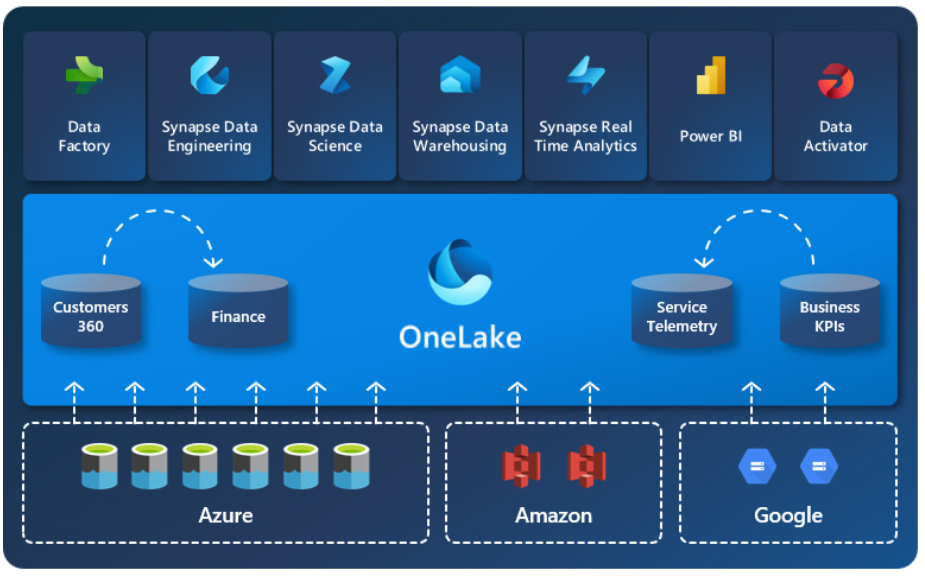 Data
Factory
Synapse Data
Engineering
Synapse Data
Science
Synapse Data
Warehousing
Synapse Real
Time Analytics
Power BI
Data
Activator
Customers
360
Finance
OneLake
Service
Telemetry
Business
KPIs
Azure
Amazon
Google